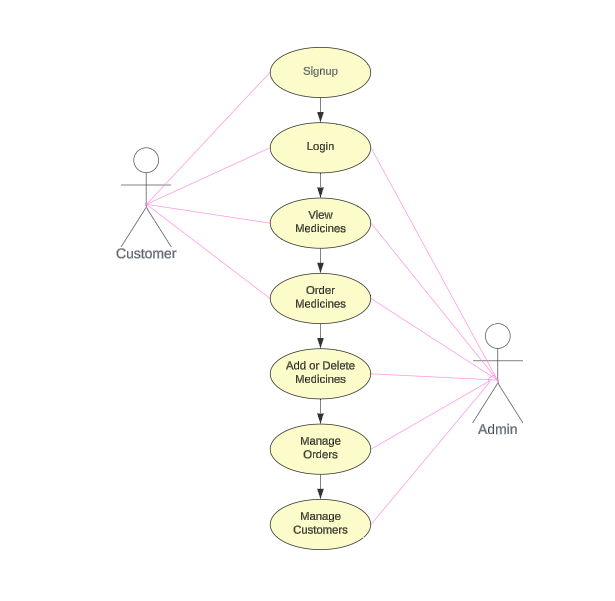 Signup
Login
View
Medicines
Customer
Order
Medicines
Add or Delete
Medicines
Admin
Manage
Orders
Manage
Customers